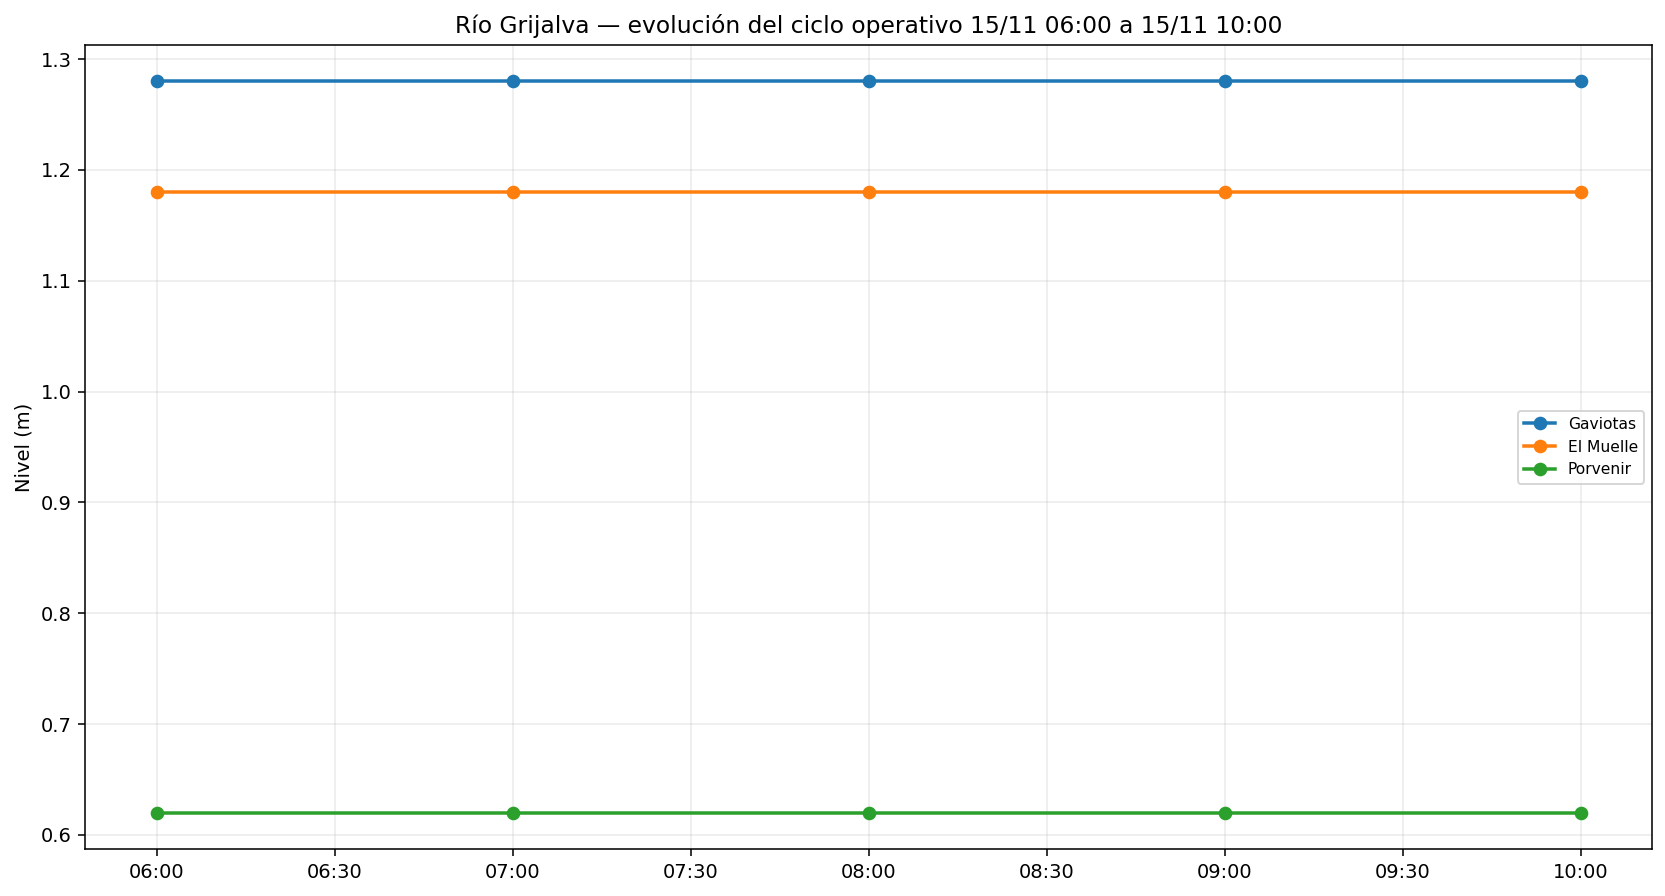 Río Grijalva — evolución del ciclo operativo 15/11 06:00 a 15/11 10:00
Nivel (m)
1.3
1.2
1.1
1.0
0.9
0.8
0.7
0.6
Gaviotas
El Muelle
Porvenir
06:00 06:30 07:00 07:30 08:00 08:30 09:00 09:30 10:00